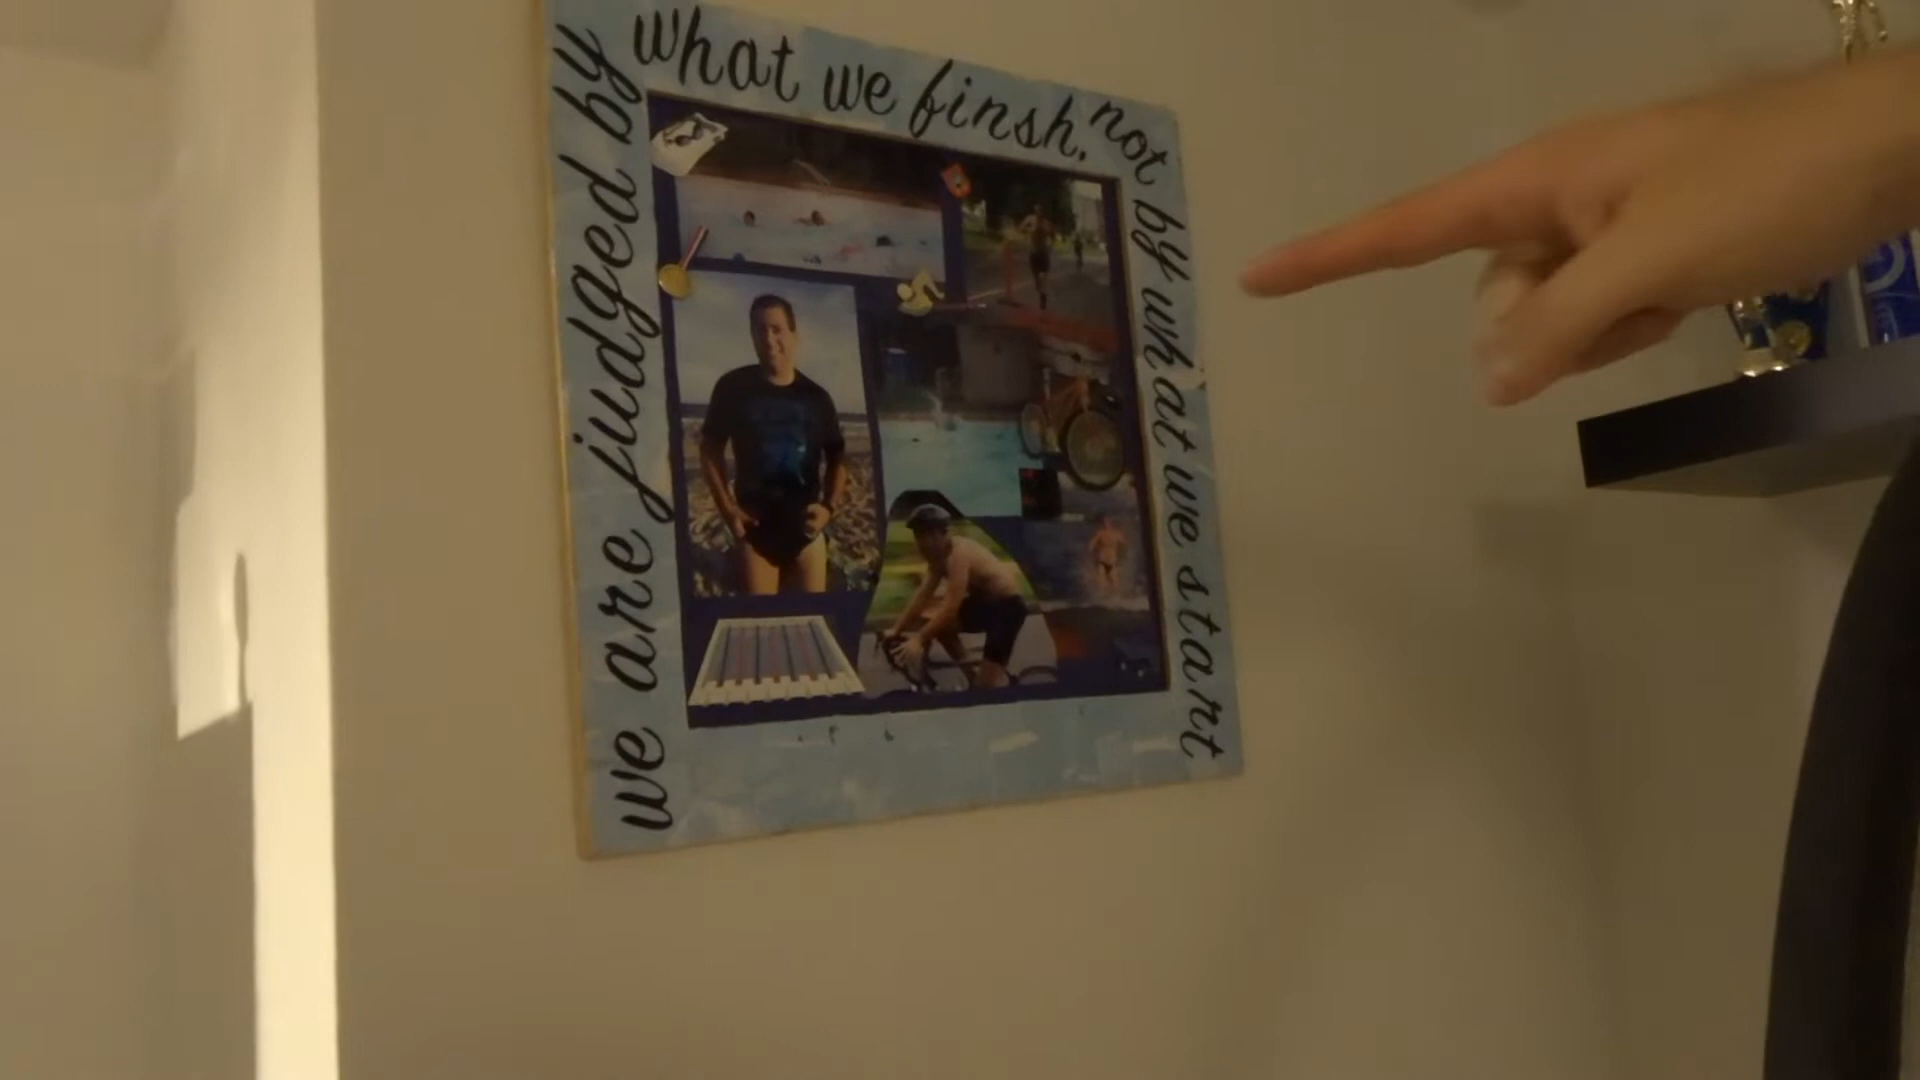 we are judged by
what we finsh.
not by what we start